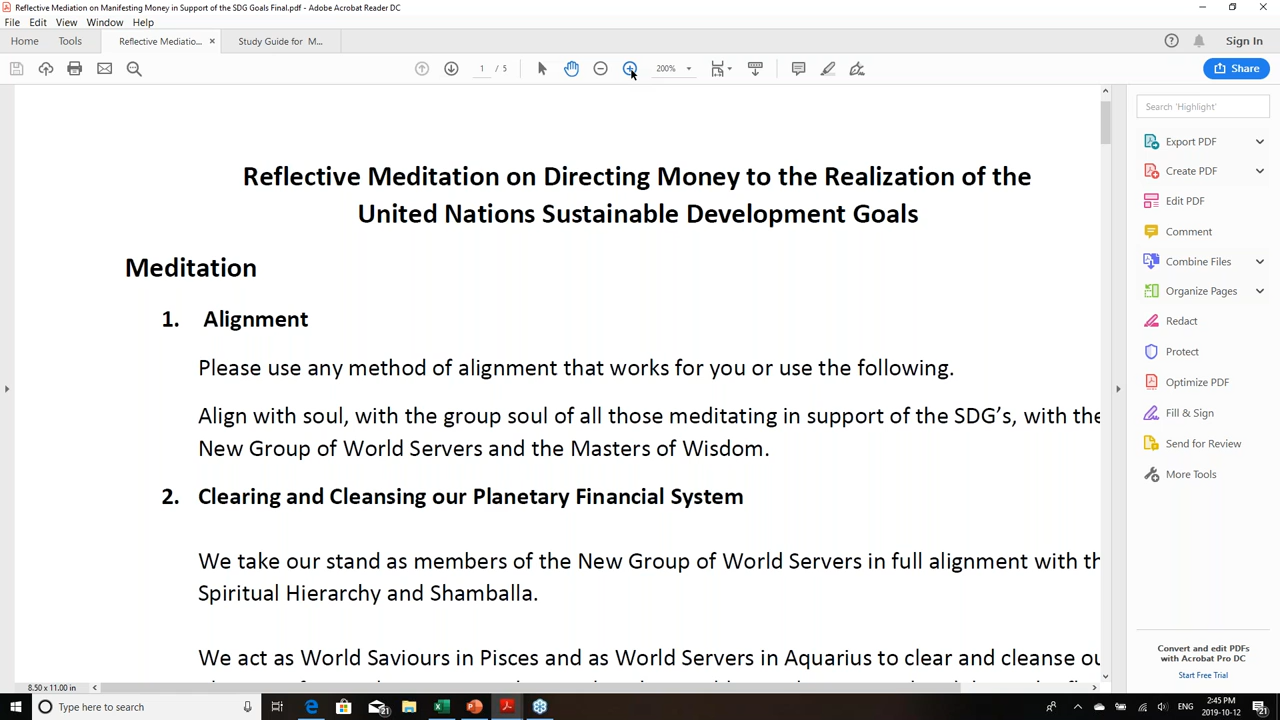 Reflective Meditation on Manifesting Money in Support of the SDG Goals Final.pdf - Adobe Acrobat Reader DC
File Edit View Window Help
Home Tools Reflective Meditatio... Study Guide for M... Sign In
1 / 5 200% Share
Reflective Meditation on Directing Money to the Realization of the
United Nations Sustainable Development Goals
Meditation
1. Alignment
Please use any method of alignment that works for you or use the following.
Align with soul, with the group soul of all those meditating in support of the SDG's, with the
New Group of World Servers and the Masters of Wisdom.
2. Clearing and Cleansing our Planetary Financial System
We take our stand as members of the New Group of World Servers in full alignment with th
Spiritual Hierarchy and Shamballa.
We act as World Saviours in Pisces and as World Servers in Aquarius to clear and cleanse ou
Search 'Highlight'
Export PDF
Create PDF
Edit PDF
Comment
Combine Files
Organize Pages
Redact
Protect
Optimize PDF
Fill & Sign
Send for Review
More Tools
Convert and edit PDFs
with Acrobat Pro DC
Start Free Trial
8.50 x 11.00 in
Type here to search
21
ENG
2:45 PM
2019-10-12
21